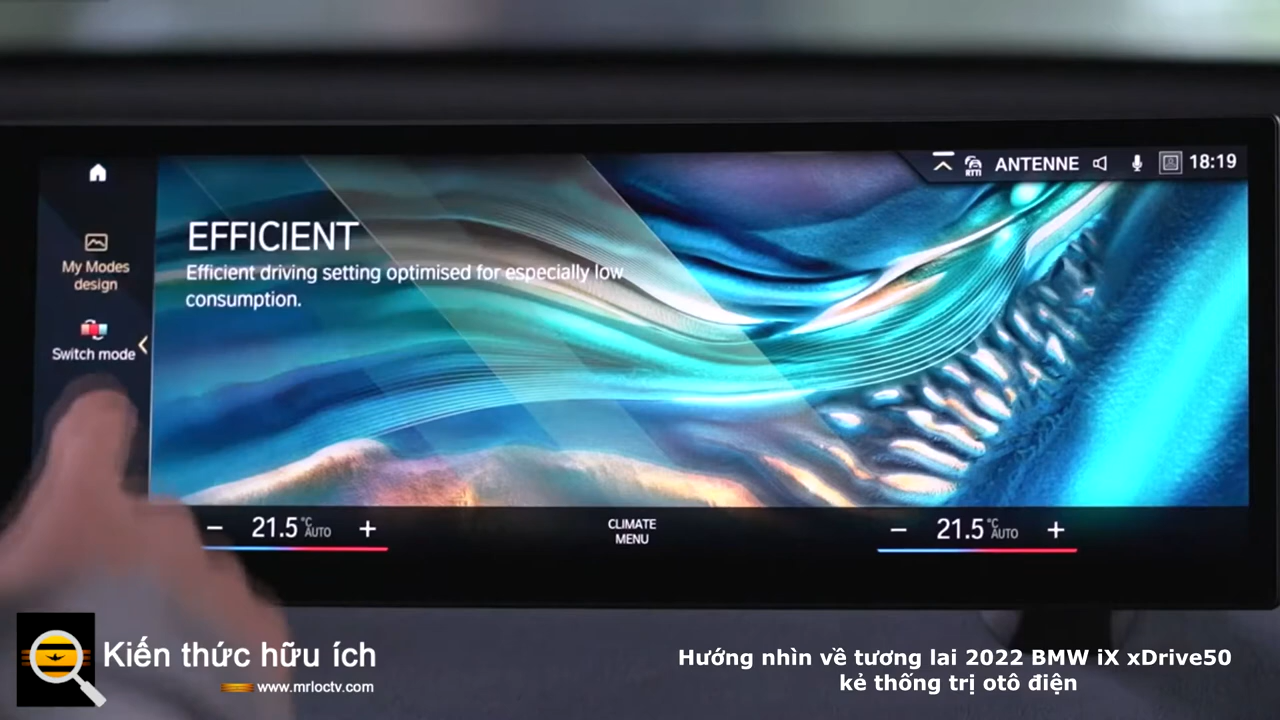 RTTI ANTENNE 18:19
EFFICIENT
Efficient driving setting optimised for especially low
consumption.
My Modes
design
Switch mode
− 21.5 °C AUTO +
CLIMATE
MENU
− 21.5 °C AUTO +
Kiến thức hữu ích
www.mrloctv.com
Hướng nhìn về tương lai 2022 BMW iX xDrive50
kẻ thống trị otô điện